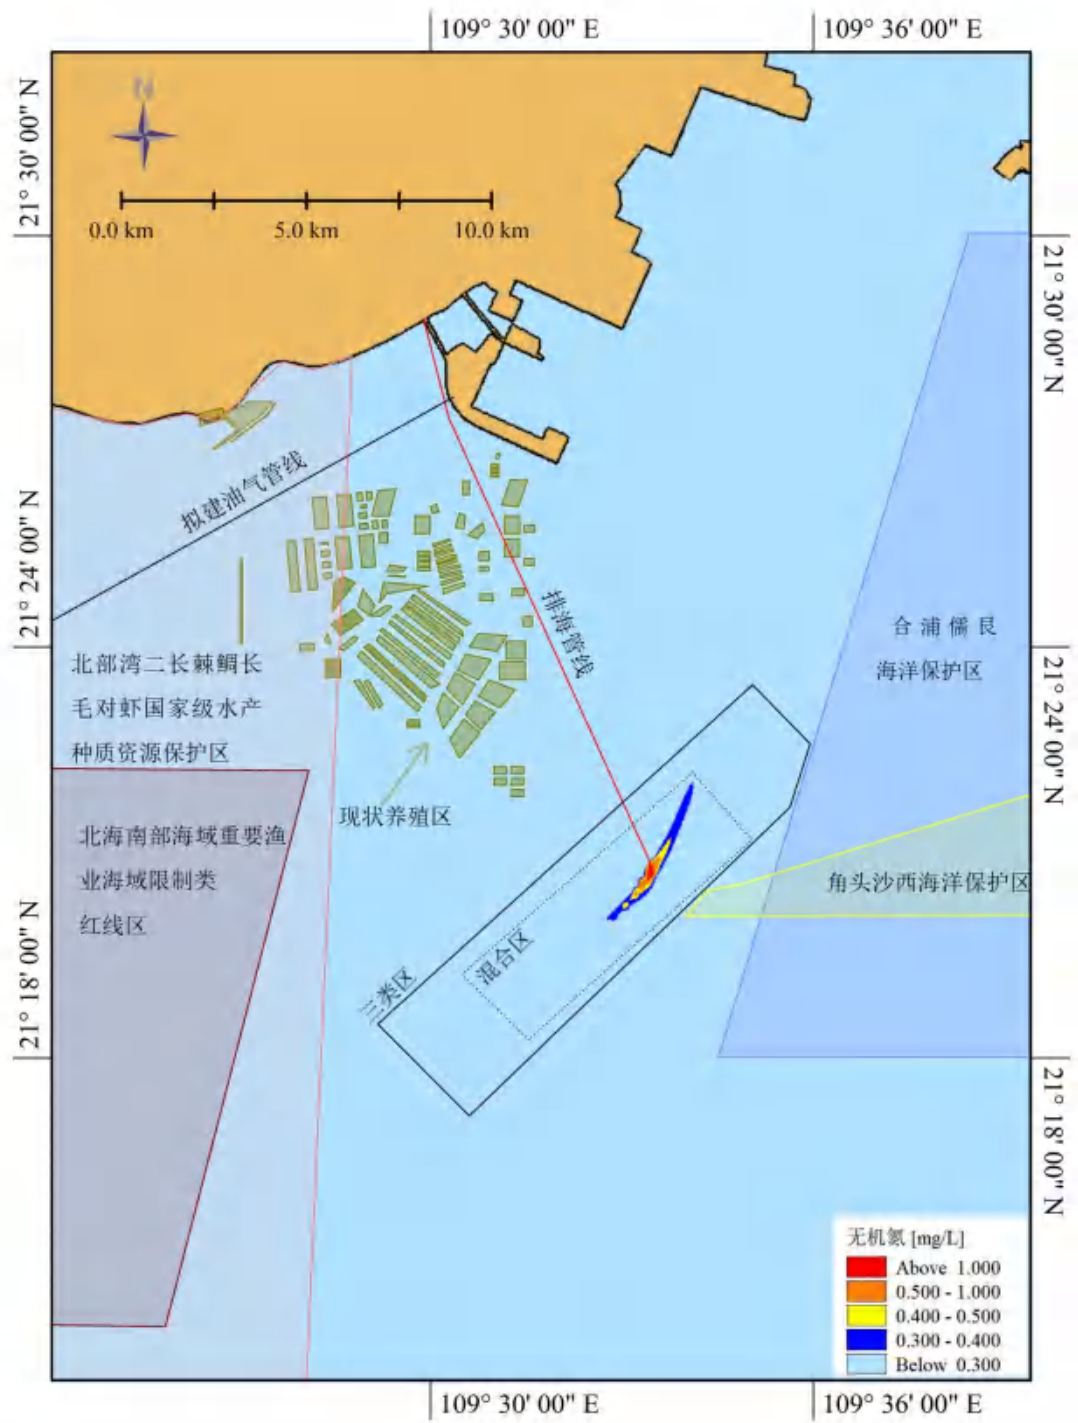 109° 30' 00" E
109° 36' 00" E
N
21° 30' 00" N
0.0 km
5.0 km
10.0 km
21° 30' 00" N
拟建油气管线
21° 24' 00" N
排海管线
合浦儒艮
海洋保护区
北部湾二长棘鲷长
毛对虾国家级水产
种质资源保护区
21° 24' 00" N
现状养殖区
北海南部海域重要渔
业海域限制类
红线区
角头沙西海洋保护区
混合区
三类区
21° 18' 00" N
21° 18' 00" N
无机氮 [mg/L]
Above 1.000
0.500 - 1.000
0.400 - 0.500
0.300 - 0.400
Below 0.300
109° 30' 00" E
109° 36' 00" E